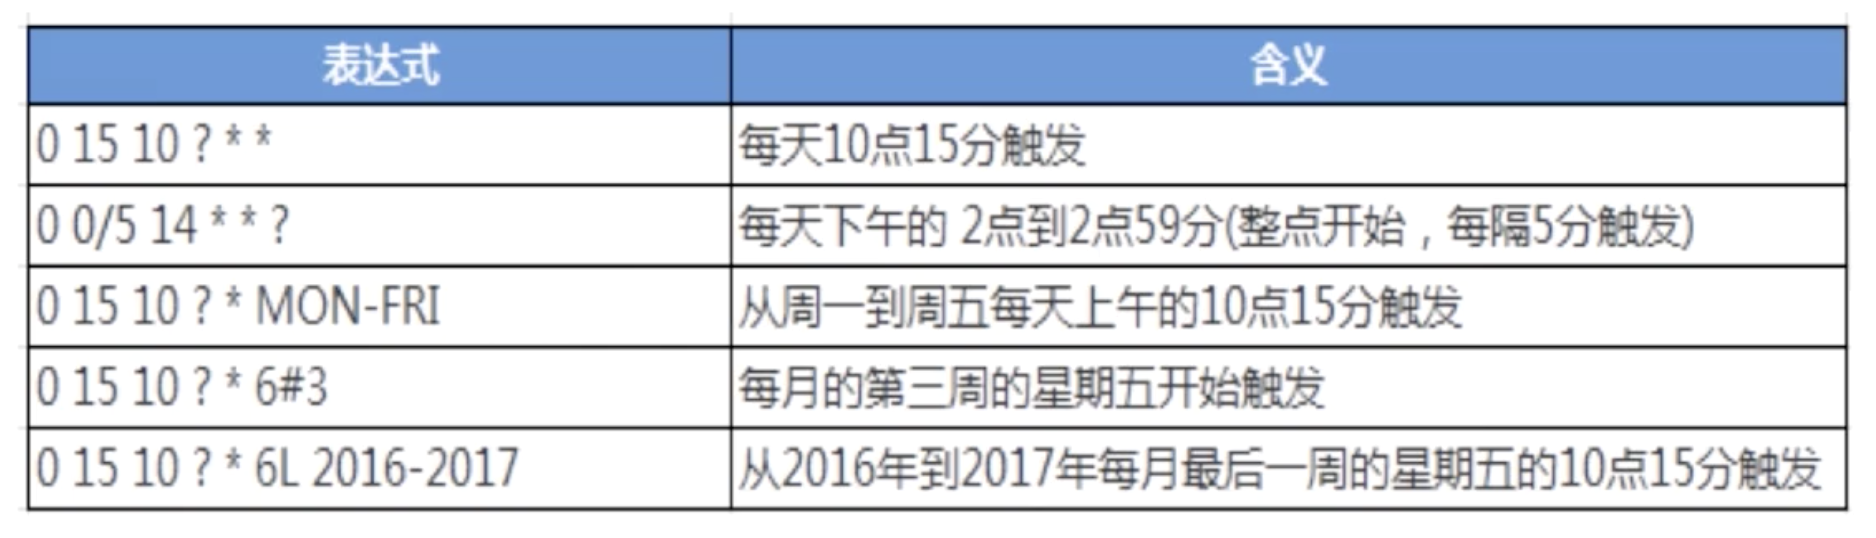 表达式 含义
0 15 10 ? * * 每天10点15分触发
0 0/5 14 * * ? 每天下午的 2点到2点59分(整点开始，每隔5分触发)
0 15 10 ? * MON-FRI 从周一到周五每天上午的10点15分触发
0 15 10 ? * 6#3 每月的第三周的星期五开始触发
0 15 10 ? * 6L 2016-2017 从2016年到2017年每月最后一周的星期五的10点15分触发